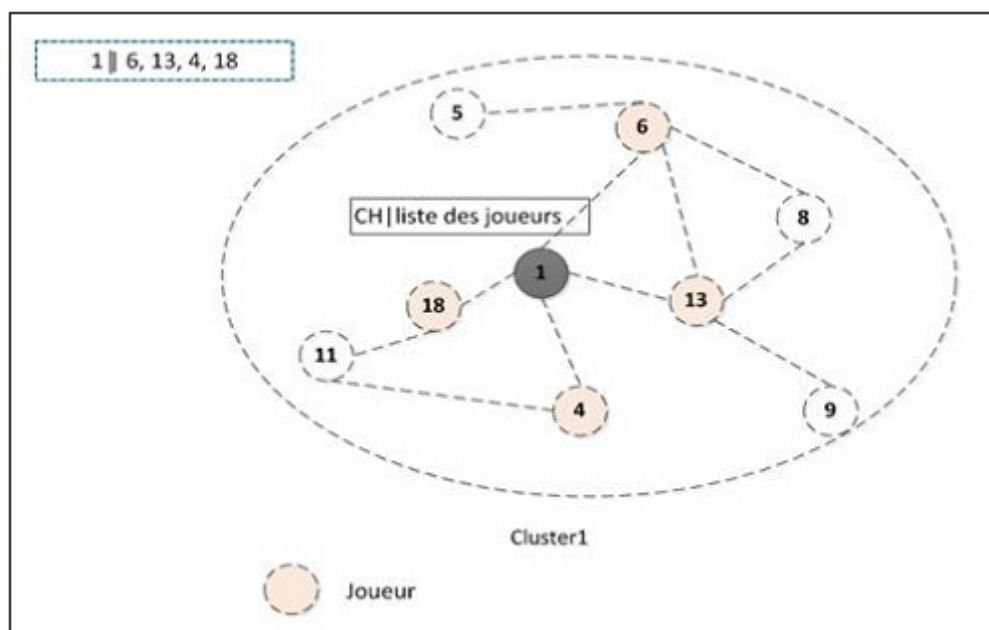 1 || 6, 13, 4, 18
5
6
8
CH|liste des joueurs
1
13
18
11
4
9
Cluster1
Joueur